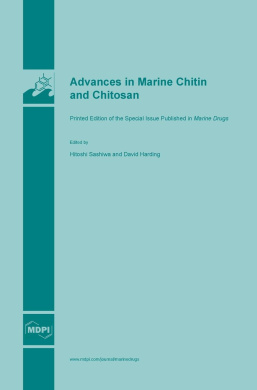 Advances in Marine Chitin
and Chitosan
Printed Edition of the Special Issue Published in Marine Drugs
Edited by
Hitoshi Sashiwa and David Harding
MDPI
www.mdpi.com/journal/marinedrugs